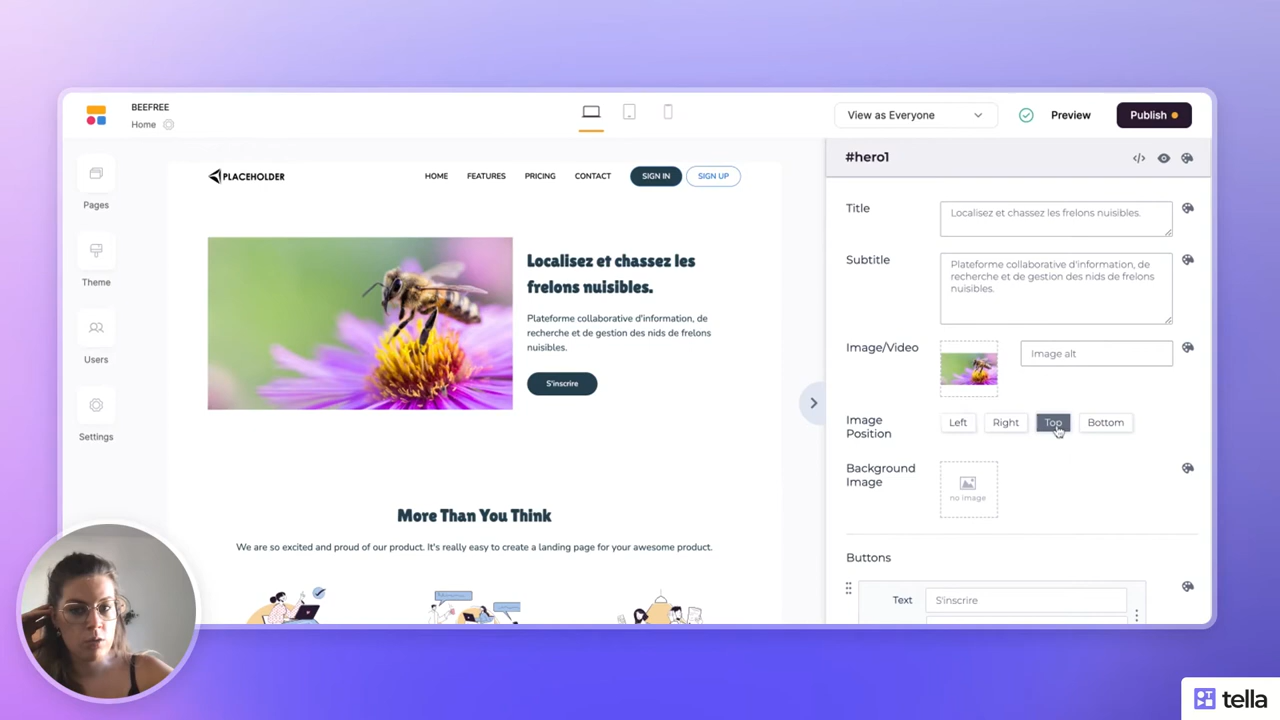 BEEFREE
Home
View as Everyone
Preview
Publish
Pages
Theme
Users
Settings
PLACEHOLDER
HOME
FEATURES
PRICING
CONTACT
SIGN IN
SIGN UP
Localisez et chassez les
frelons nuisibles.
Plateforme collaborative d'information, de
recherche et de gestion des nids de frelons
nuisibles.
S'inscrire
More Than You Think
We are so excited and proud of our product. It's really easy to create a landing page for your awesome product.
#hero1
Title
Localisez et chassez les frelons nuisibles.
Subtitle
Plateforme collaborative d'information, de
recherche et de gestion des nids de frelons
nuisibles.
Image/Video
Image alt
Image
Position
Left
Right
Top
Bottom
Background
Image
no image
Buttons
Text
S'inscrire
tella